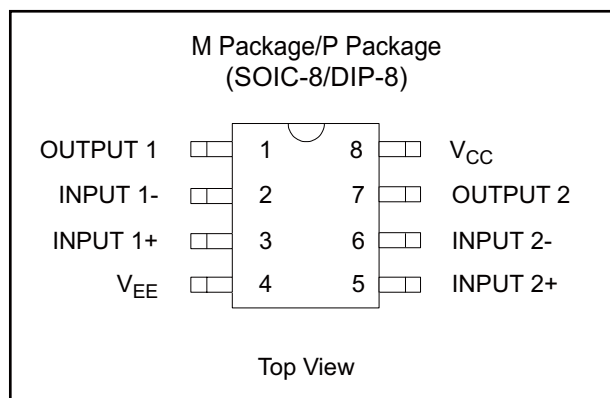 M Package/P Package
(SOIC-8/DIP-8)
OUTPUT 1 1 8 VCC
INPUT 1- 2 7 OUTPUT 2
INPUT 1+ 3 6 INPUT 2-
VEE 4 5 INPUT 2+
Top View